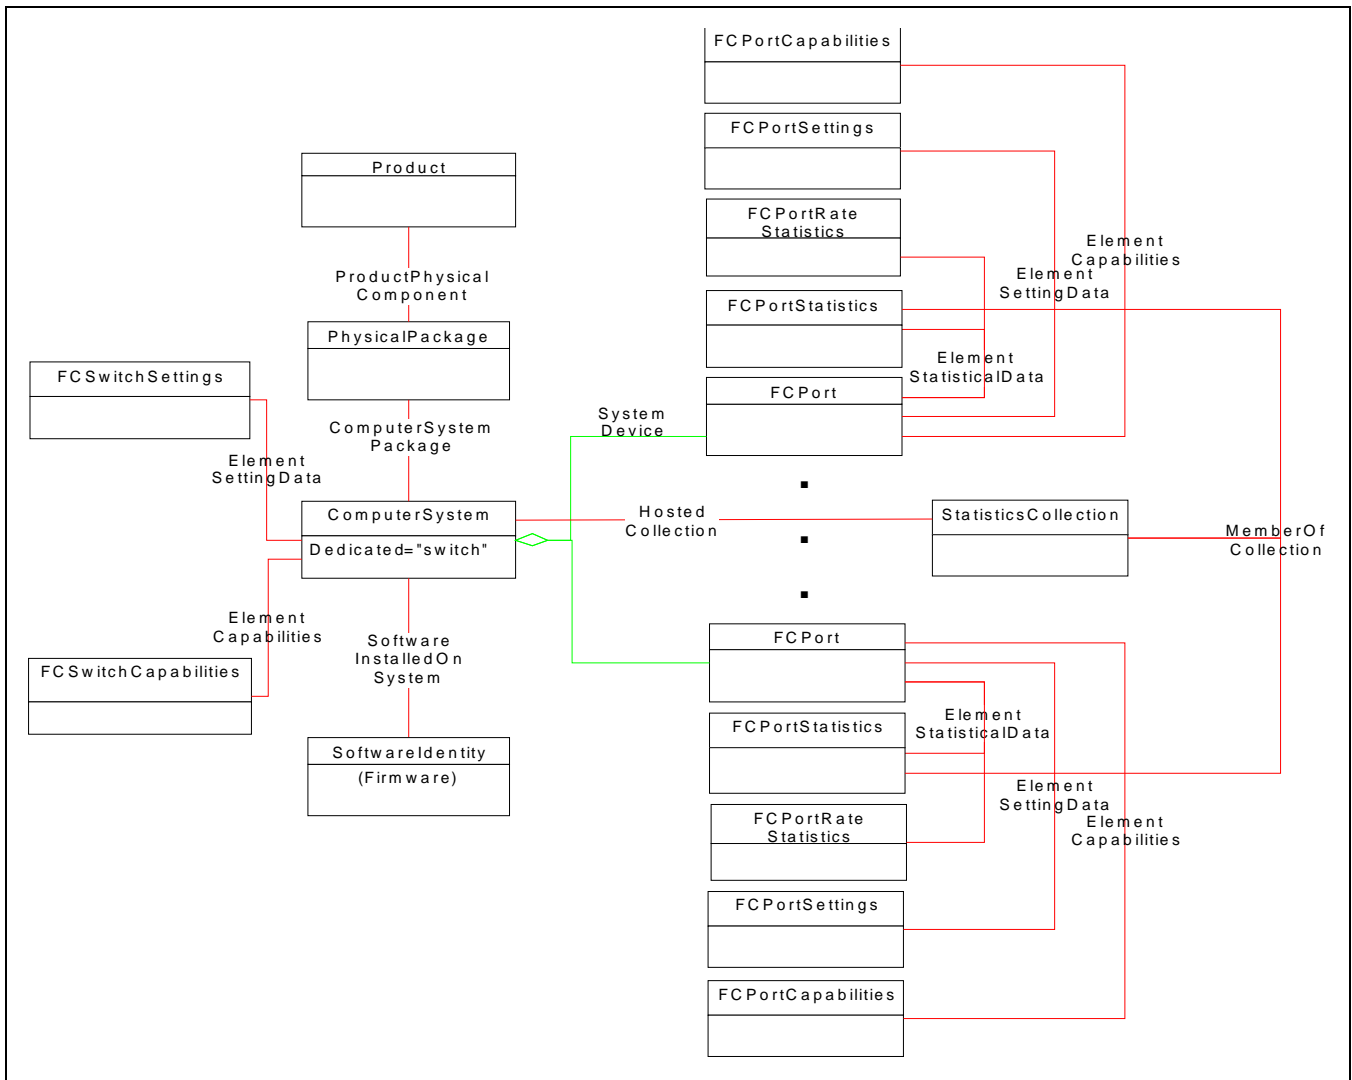 FCPortCapabilities
FCPortSettings
Product
FCPortRate
Statistics
Element
Capabilities
Element
SettingData
ProductPhysical
Component
FCPortStatistics
PhysicalPackage
Element
StatisticalData
FCSwitchSettings
FCPort
System
Device
ComputerSystem
Package
Element
SettingData
ComputerSystem
Dedicated="switch"
Hosted
Collection
StatisticsCollection
MemberOf
Collection
Element
Capabilities
Software
InstalledOn
System
FCPort
FCSwitchCapabilities
Element
StatisticalData
FCPortStatistics
SoftwareIdentity
(Firmware)
Element
SettingData
FCPortRate
Statistics
Element
Capabilities
FCPortSettings
FCPortCapabilities